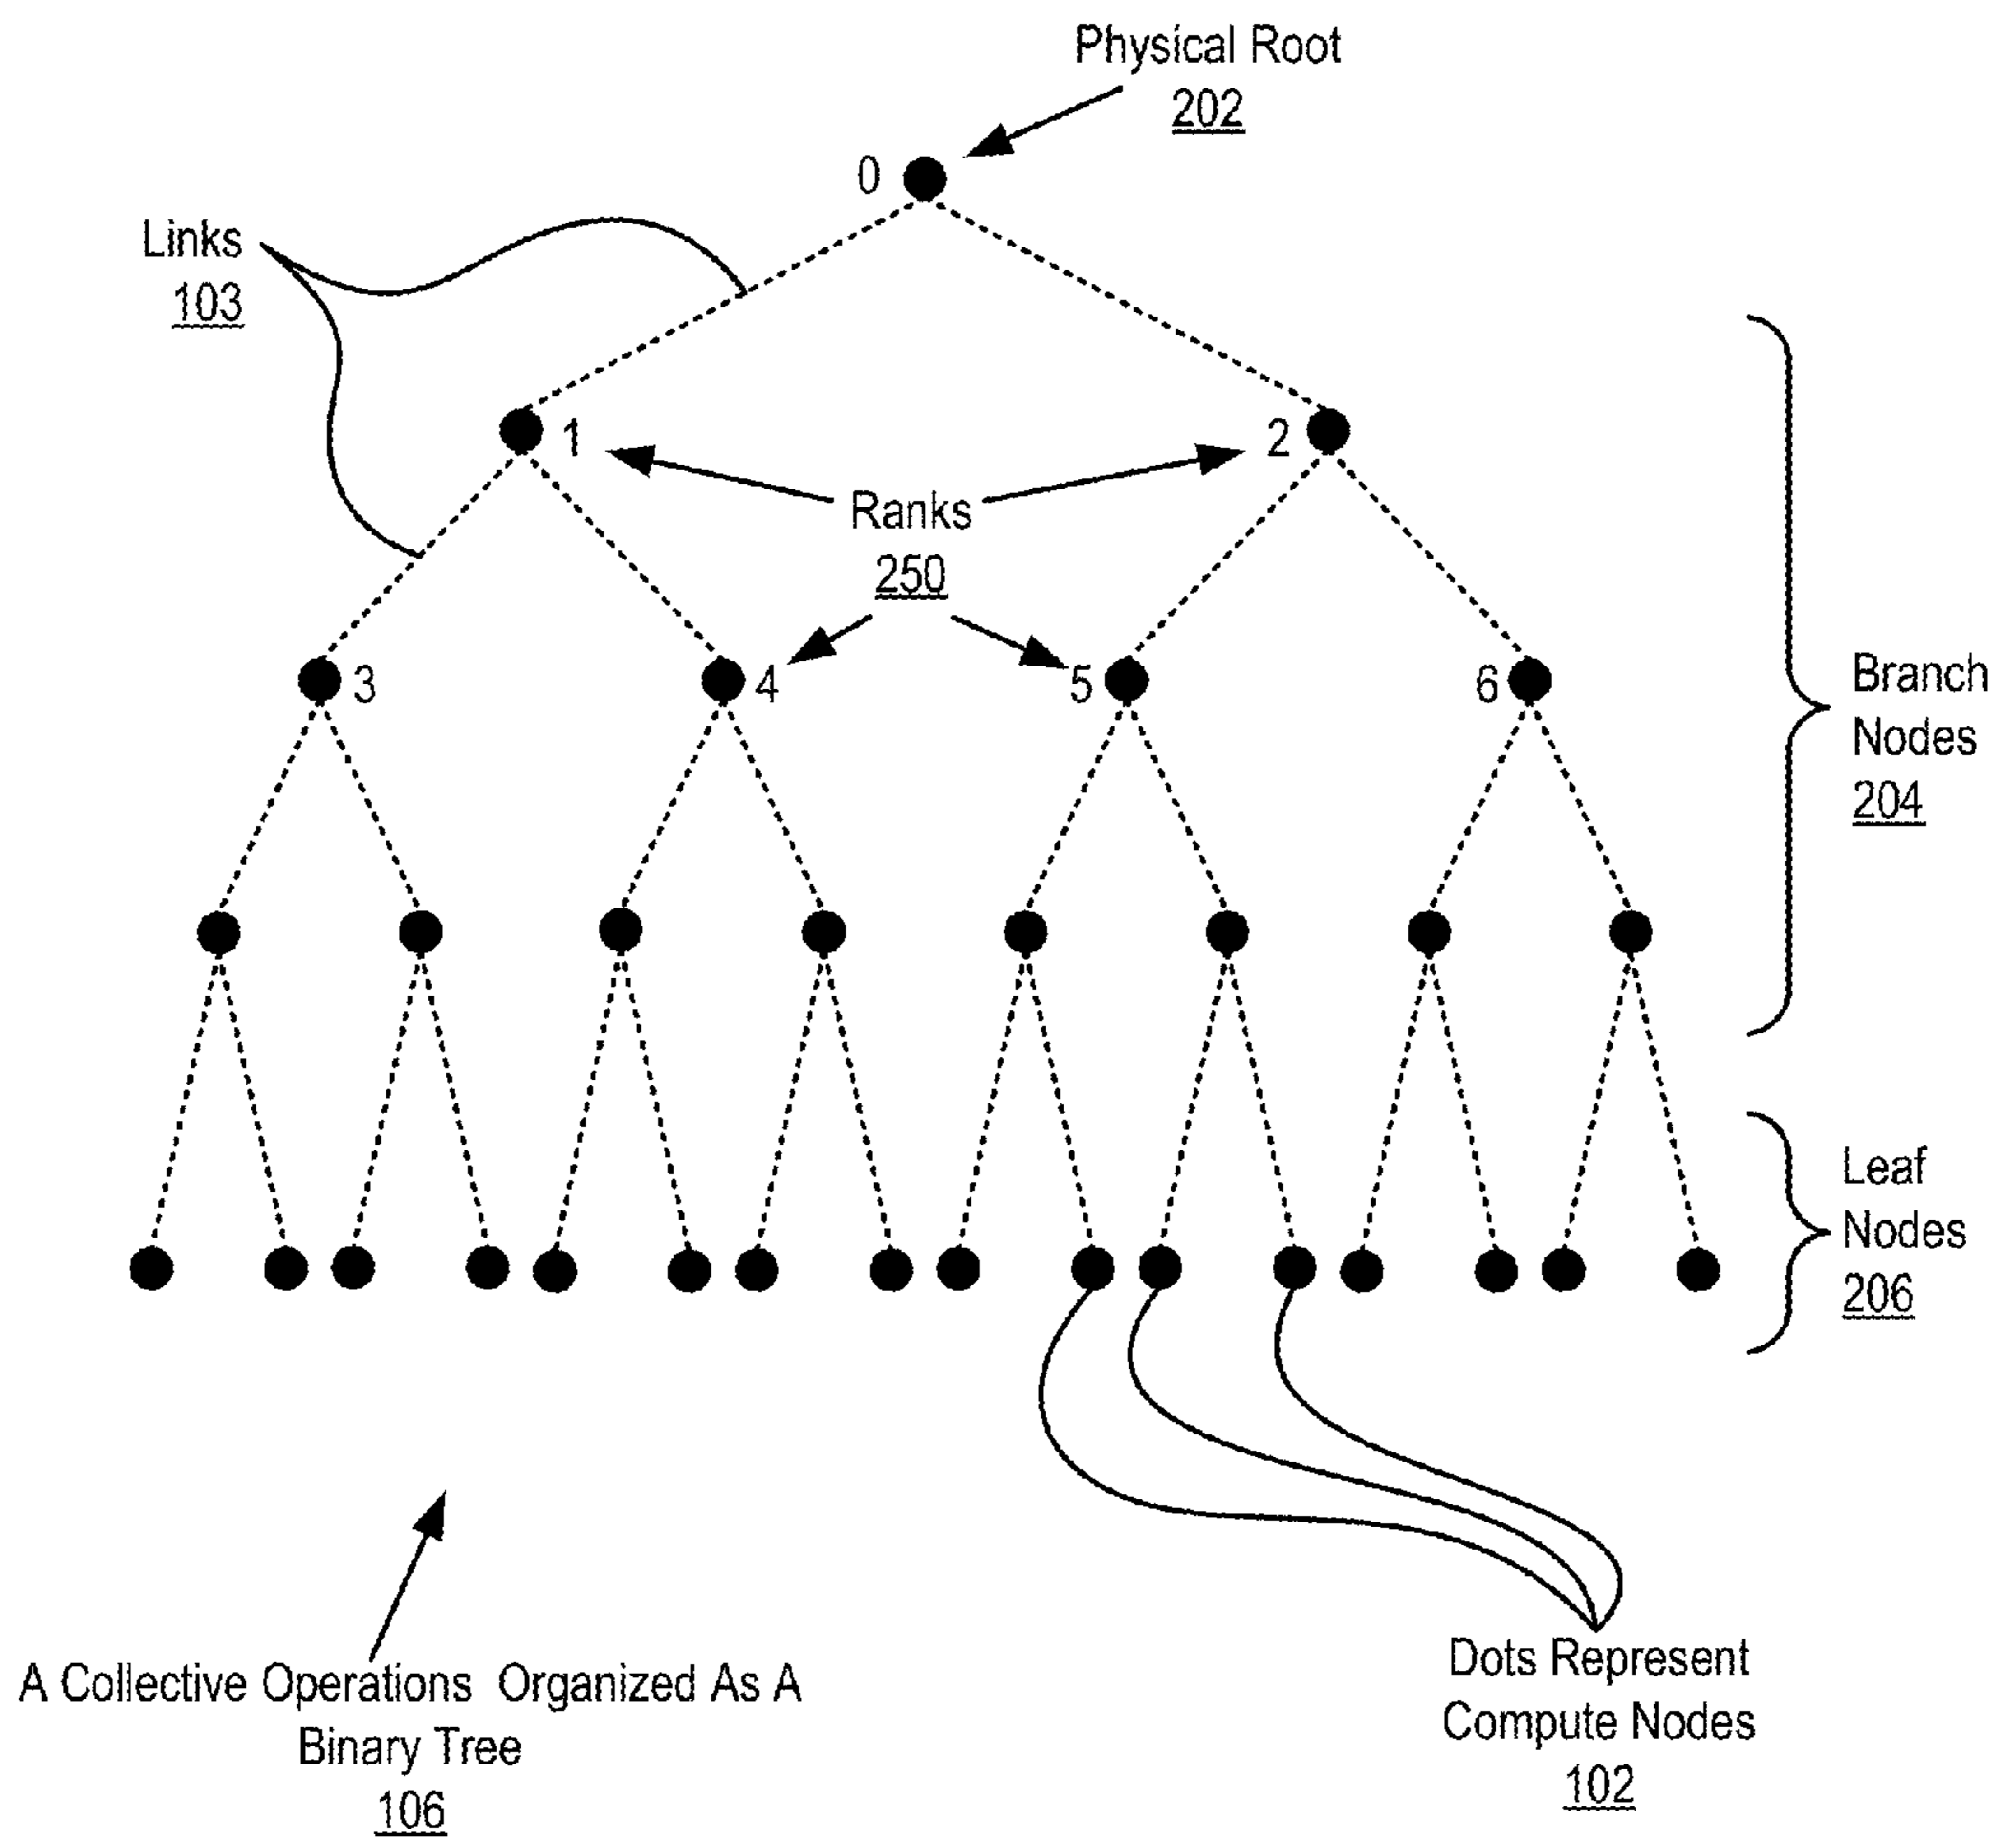 Physical Root
202
0
Links
103
1
2
Ranks
250
3
4
5
6
Branch
Nodes
204
Leaf
Nodes
206
A Collective Operations Organized As A
Binary Tree
106
Dots Represent
Compute Nodes
102